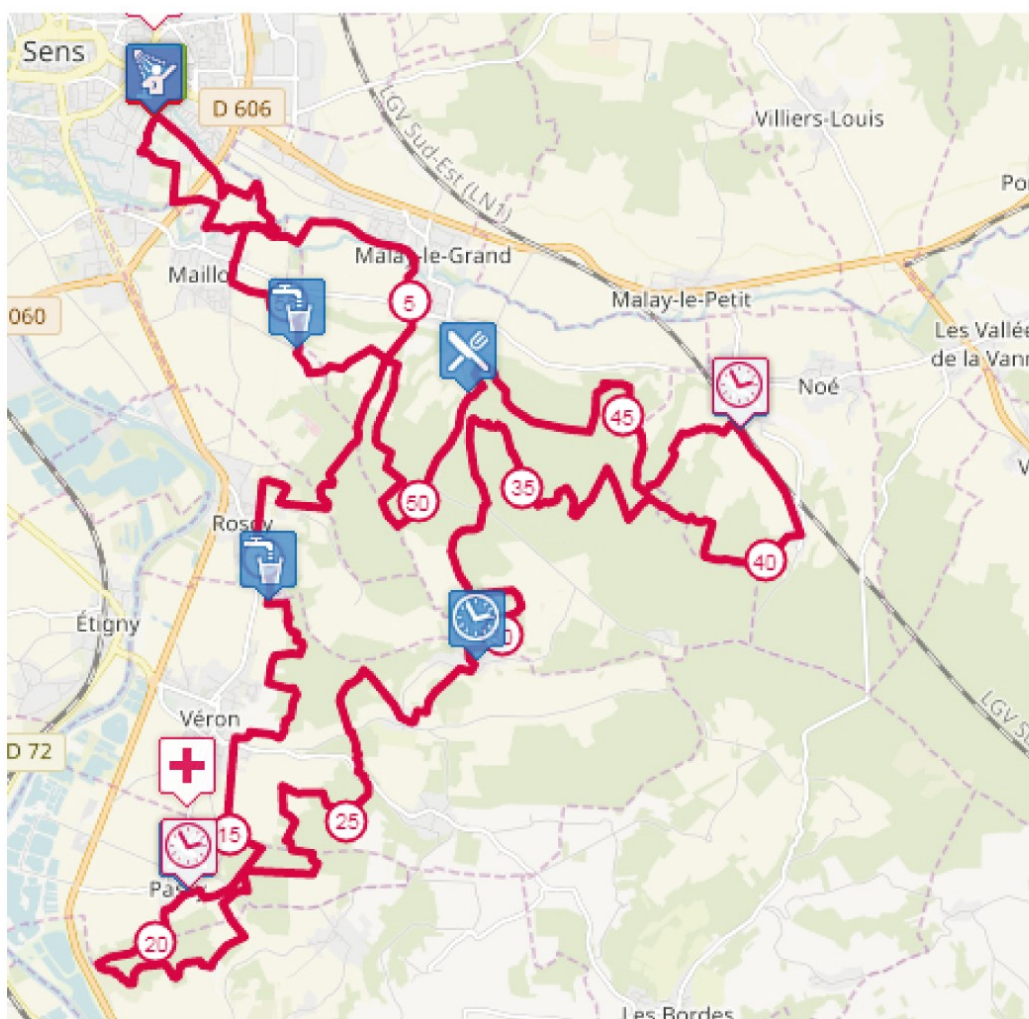 Sens
D 606
Villiers-Louis
LGV Sud-Est (LN1)
Malay-le-Grand
Maillo
5
Malay-le-Petit
060
Les Vallée
de la Vann
Noé
45
35
50
Rosoy
40
Étigny
Véron
D 72
25
15
20
Les Bordes